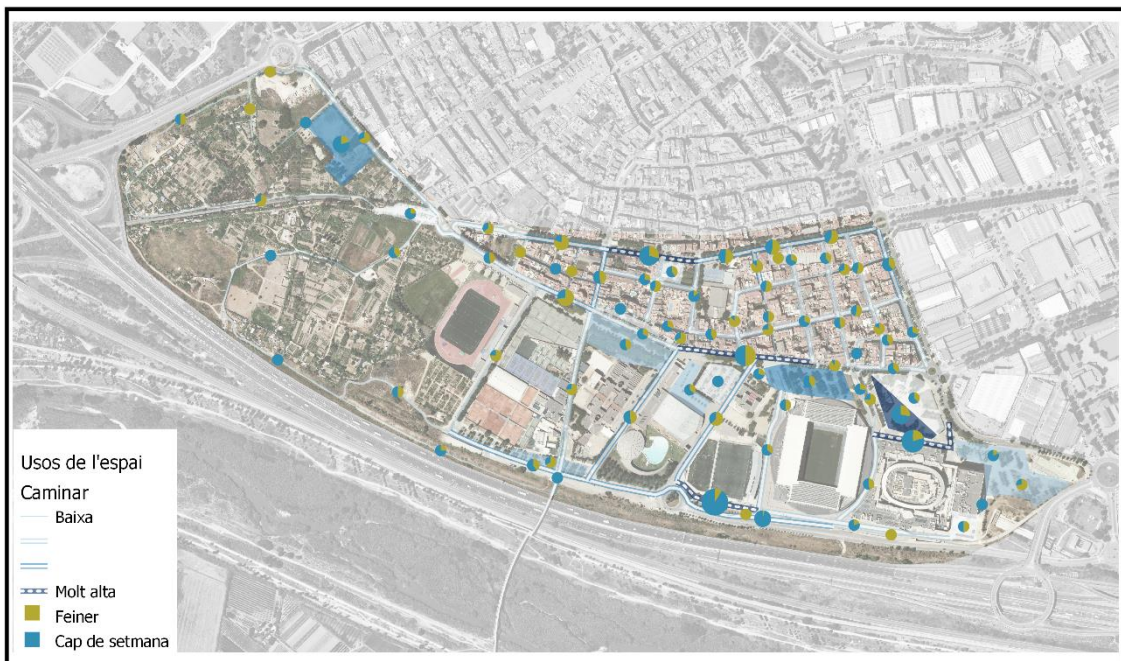 Usos de l'espai
Caminar
Baixa
Molt alta
Feiner
Cap de setmana